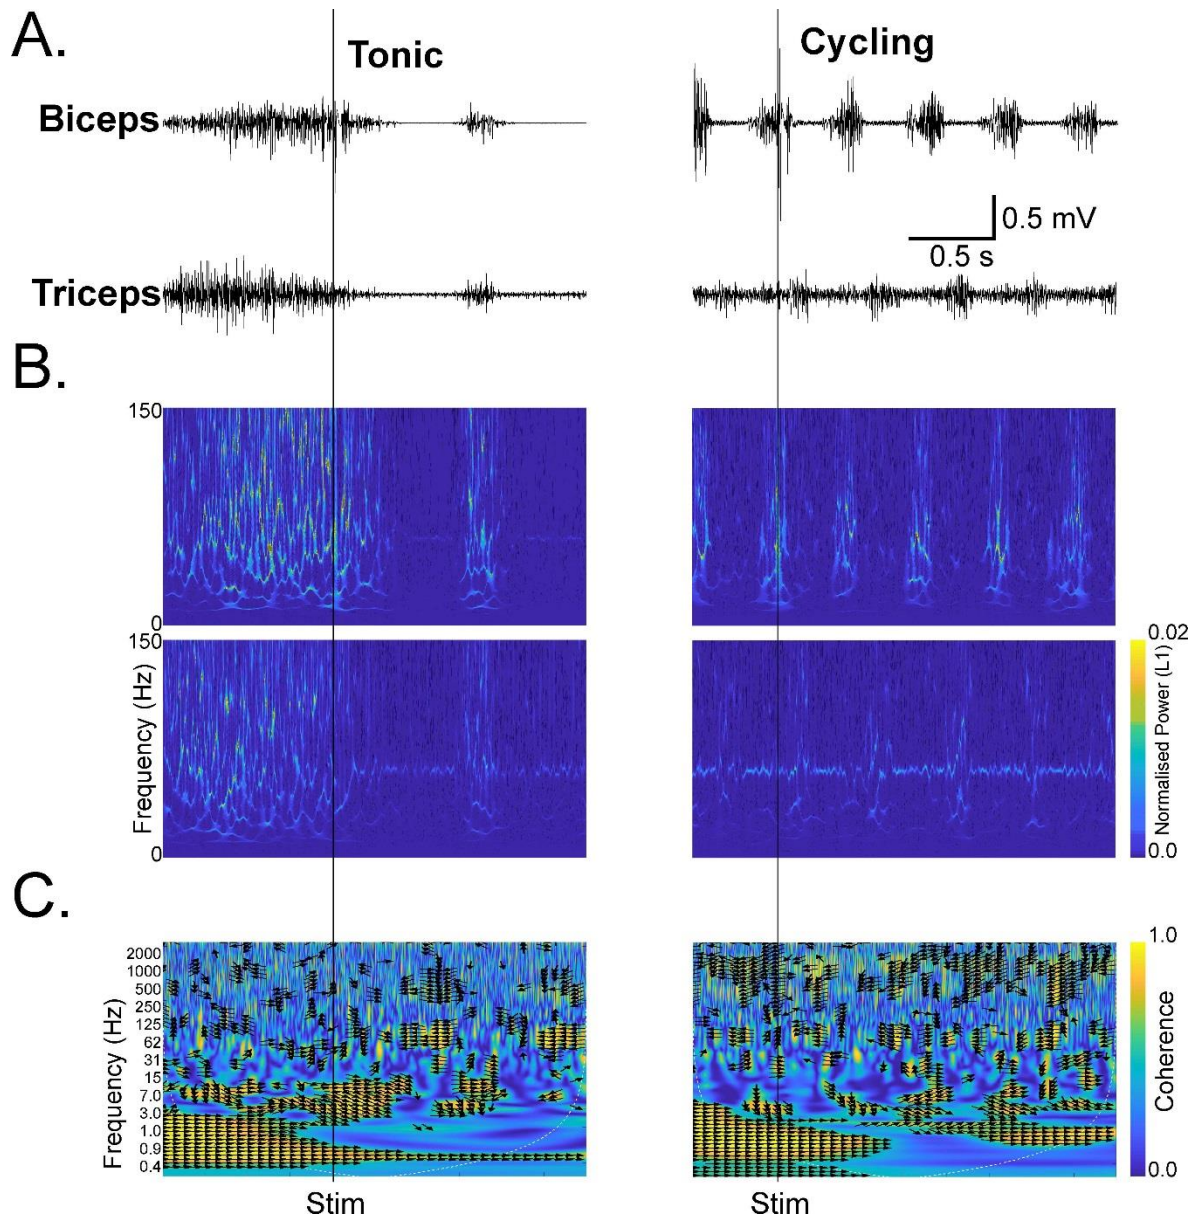 A.
Tonic
Cycling
Biceps
0.5 mV
0.5 s
Triceps
B.
150
0
150
Frequency (Hz)
0
0.02
Normalised Power (L1)
0.0
C.
2000
1000
500
250
125
62
31
15
7.0
3.0
1.0
0.9
0.4
Frequency (Hz)
1.0
Coherence
0.0
Stim
Stim